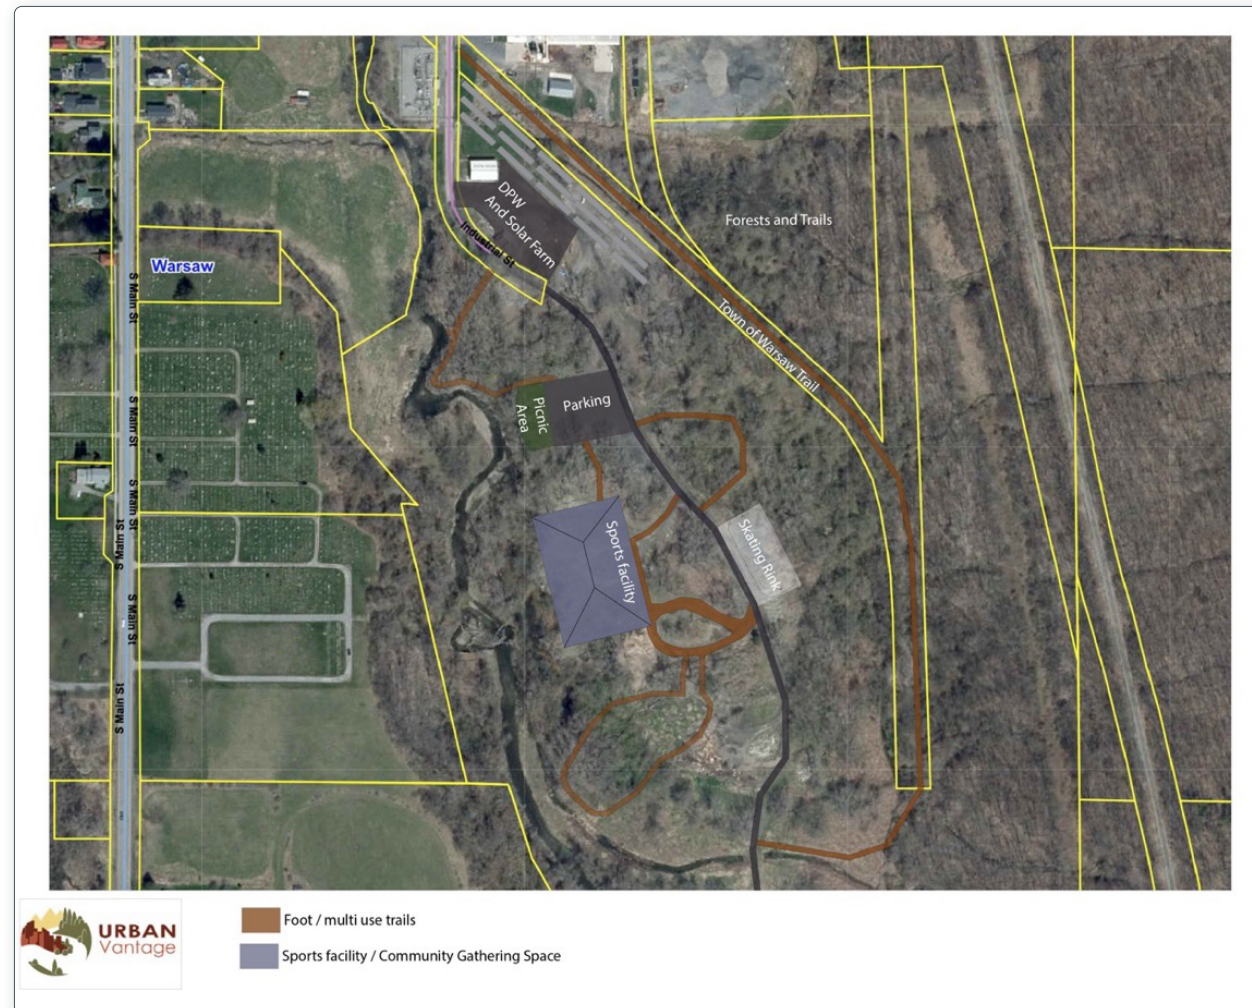 Warsaw
S Main St
S Main St
S Main St
S Main St
S Main St
S Main St
DPW
And Solar Farm
Industrial St
Forests and Trails
Town of Warsaw Trail
Picnic
Area
Parking
Sports facility
Skating Rink
URBAN
Vantage
Foot / multi use trails
Sports facility / Community Gathering Space